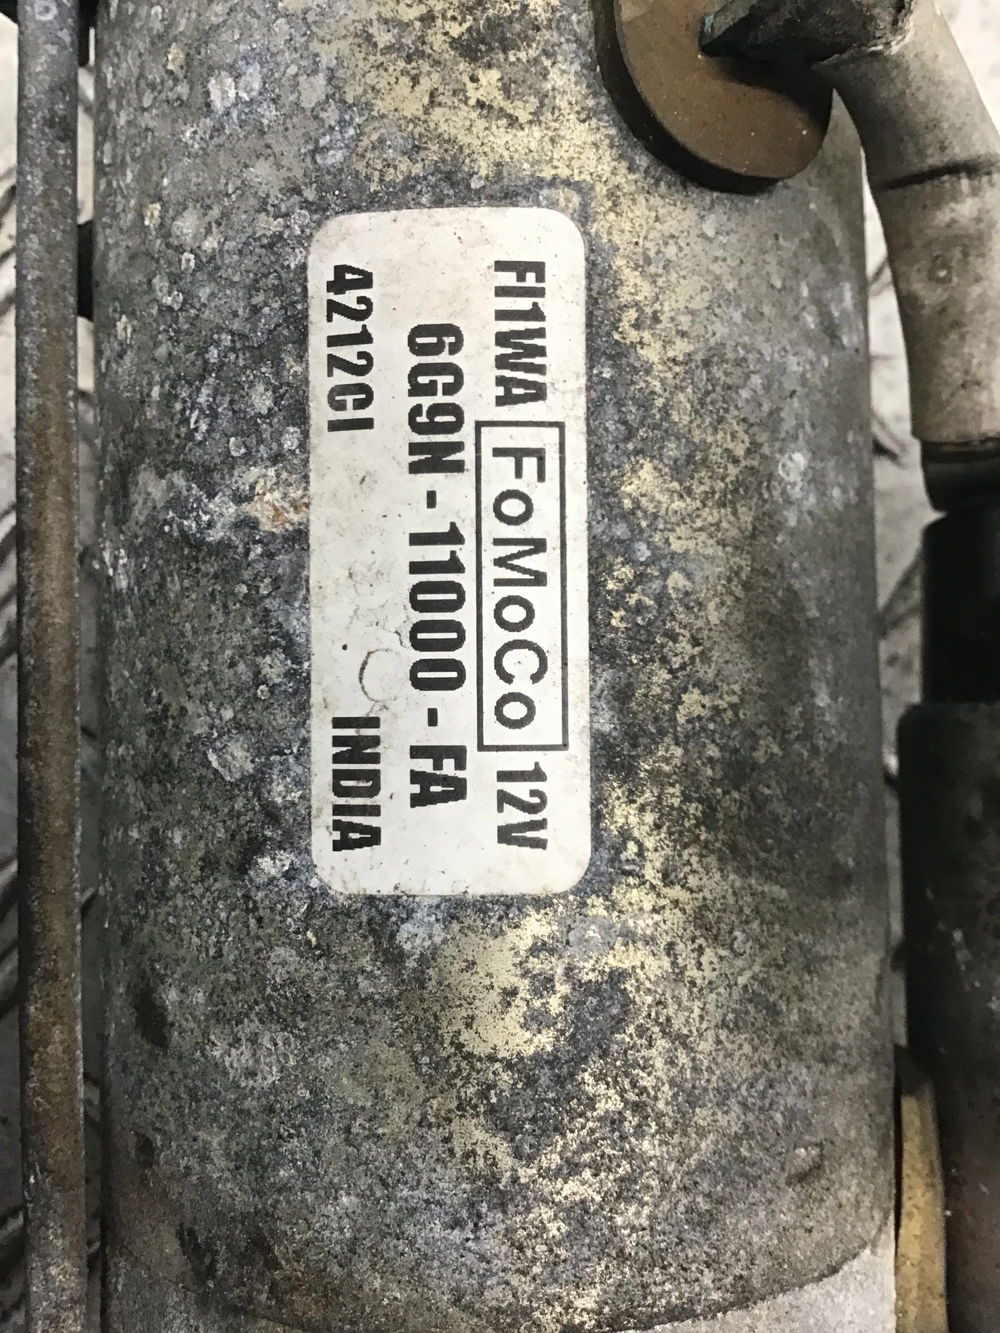 FI1WA FoMoCo 12V
6G9N - 11000 - FA
4212CI INDIA